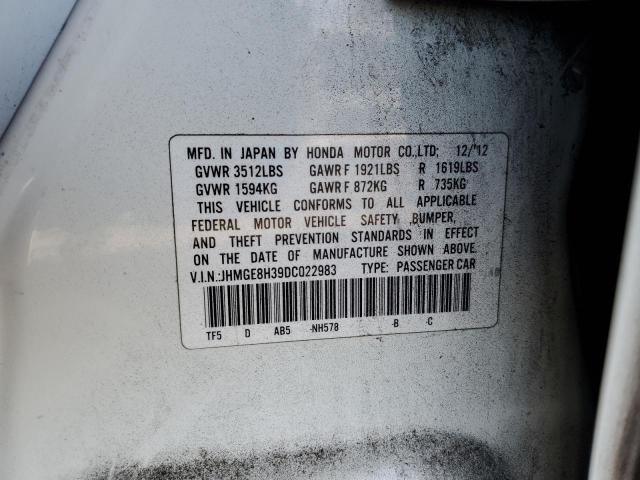 MFD. IN JAPAN BY HONDA MOTOR CO.,LTD; 12/'12
GVWR 3512LBS GAWR F 1921LBS R 1619LBS
GVWR 1594KG GAWR F 872KG R 735KG
THIS VEHICLE CONFORMS TO ALL APPLICABLE
FEDERAL MOTOR VEHICLE SAFETY ,BUMPER,
AND THEFT PREVENTION STANDARDS IN EFFECT
ON THE DATE OF MANUFACTURE SHOWN ABOVE.
V.I.N.:JHMGE8H39DC022983 TYPE: PASSENGER CAR
TF5 D AB5 -NH578 -B -C